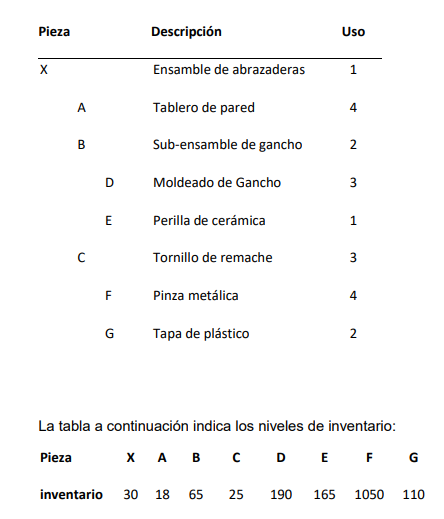 Pieza Descripción Uso
X Ensamble de abrazaderas 1
A Tablero de pared 4
B Sub-ensamble de gancho 2
D Moldeado de Gancho 3
E Perilla de cerámica 1
C Tornillo de remache 3
F Pinza metálica 4
G Tapa de plástico 2
La tabla a continuación indica los niveles de inventario:
Pieza X A B C D E F G
inventario 30 18 65 25 190 165 1050 110